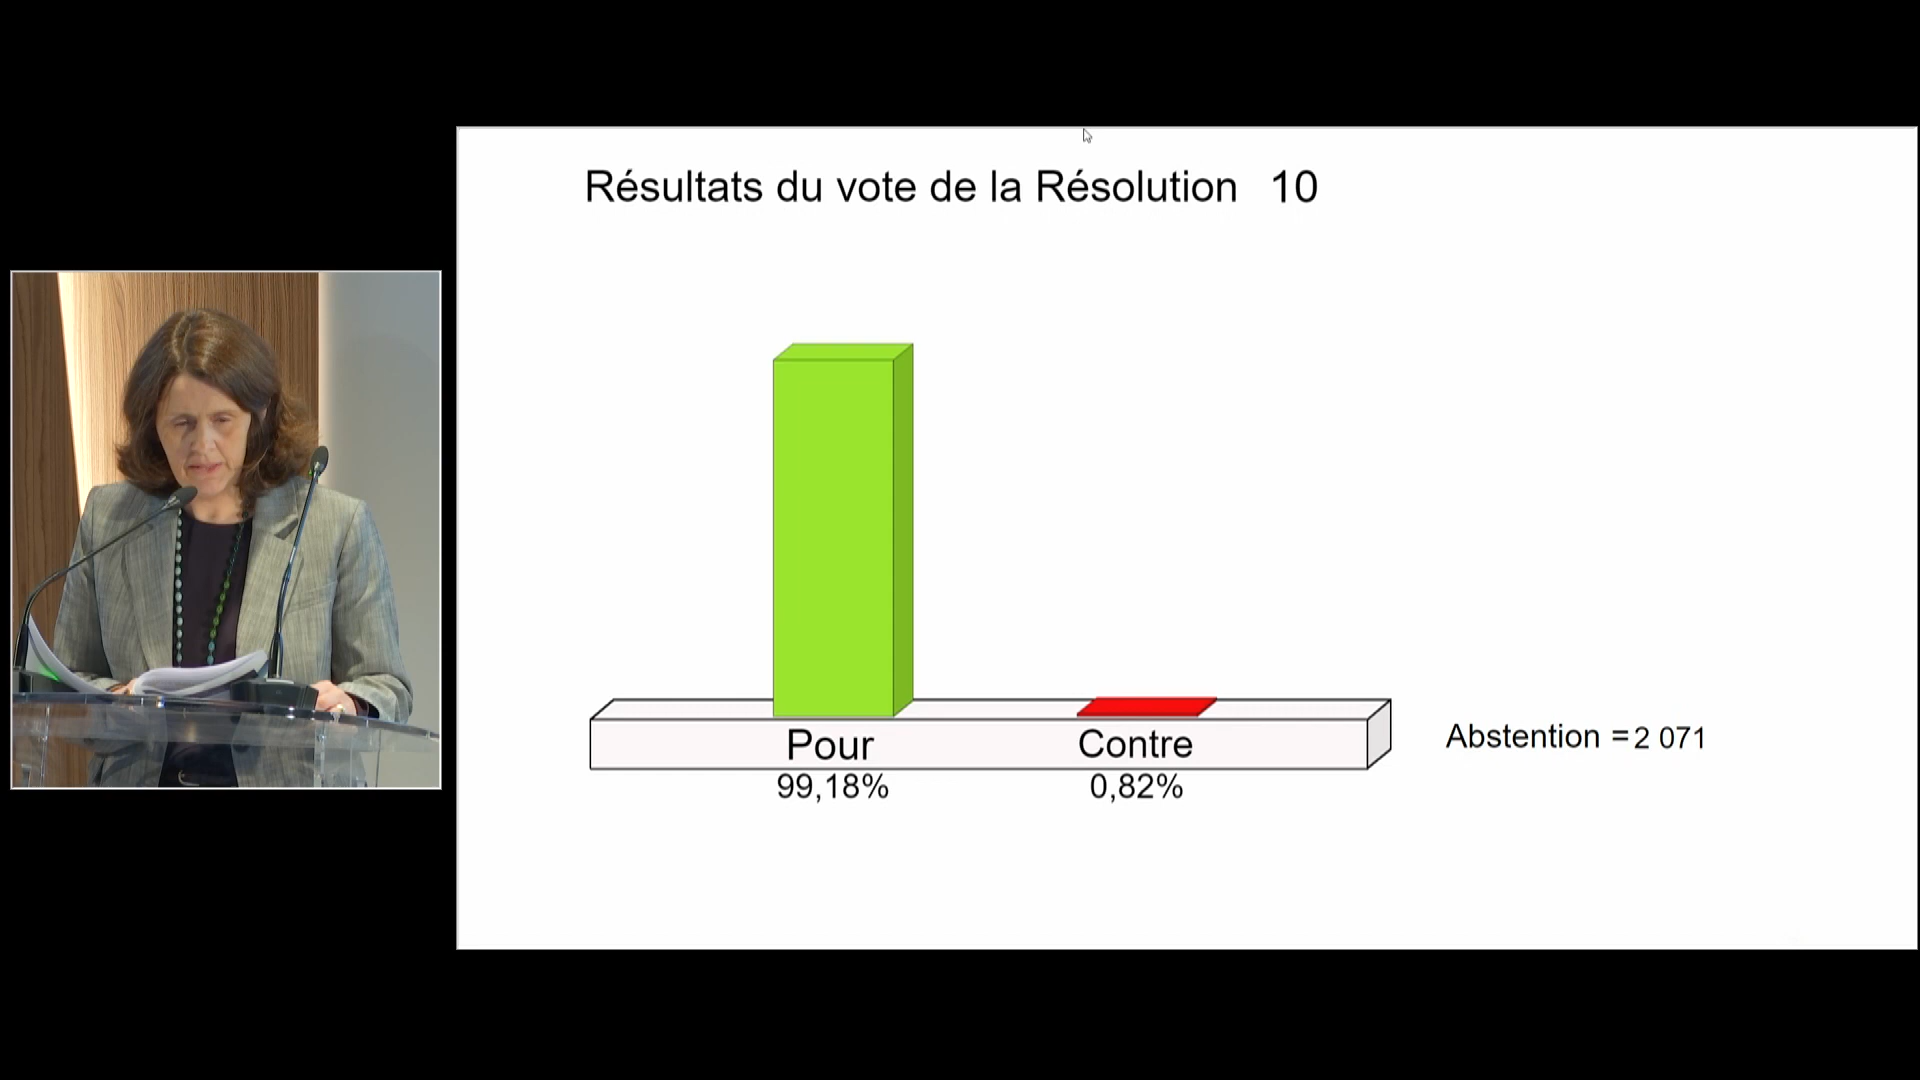 Résultats du vote de la Résolution 10
Pour
Contre
99,18%
0,82%
Abstention = 2 071